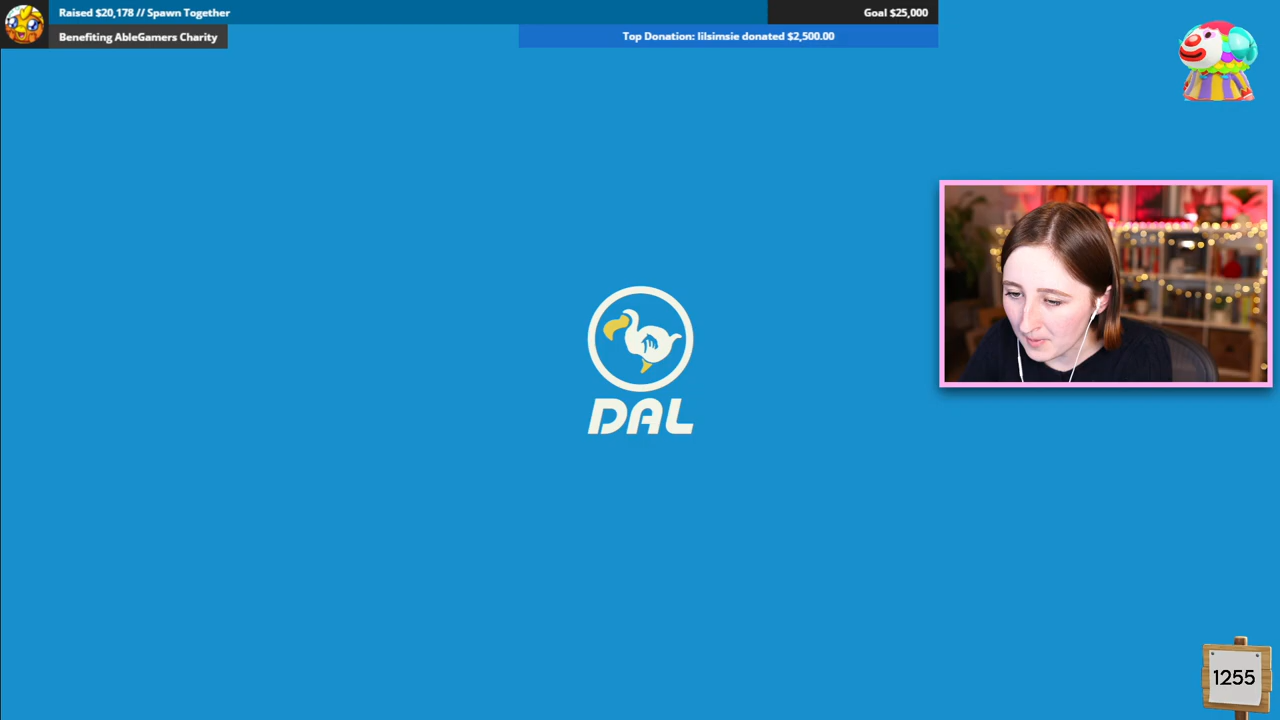 Raised $20,178 // Spawn Together
Goal $25,000
Benefiting AbleGamers Charity
Top Donation: lilsimsie donated $2,500.00
DAL
1255